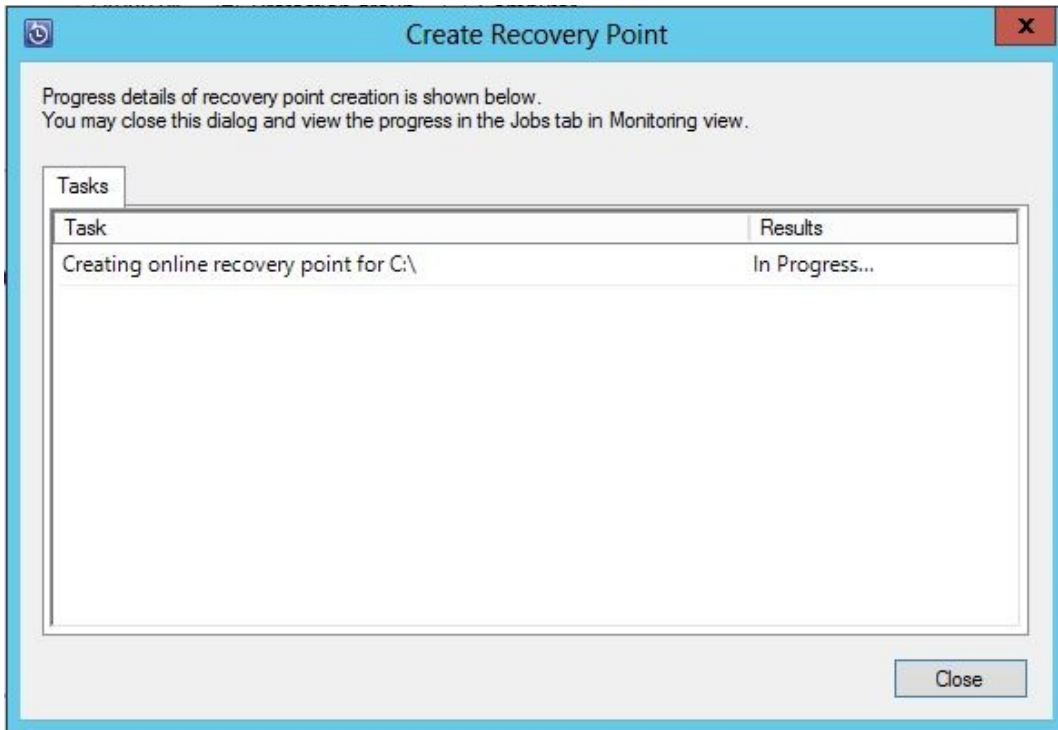 Create Recovery Point
X
Progress details of recovery point creation is shown below.
You may close this dialog and view the progress in the Jobs tab in Monitoring view.
Tasks
Task Results
Creating online recovery point for C:\ In Progress...
Close